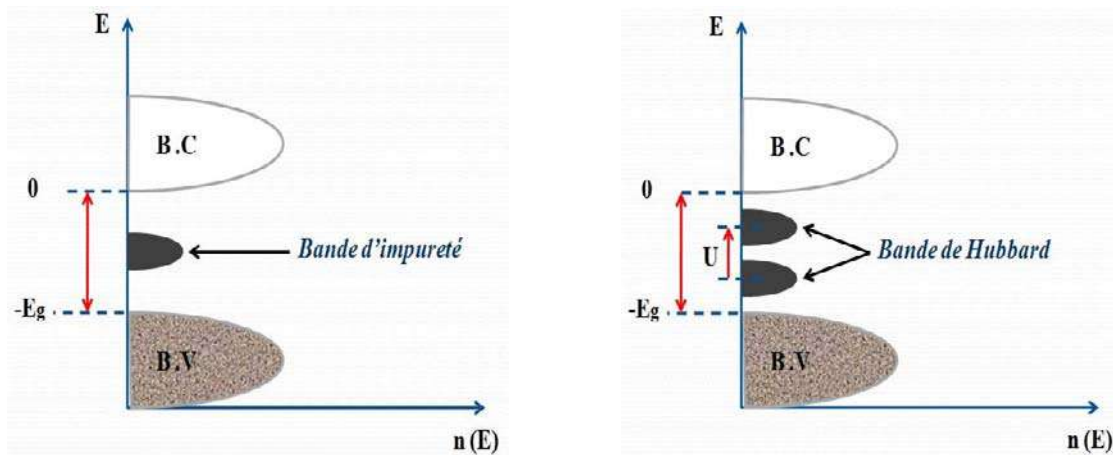 E
B.C
0
Bande d'impureté
-Eg
B.V
n (E)
E
B.C
0
U
Bande de Hubbard
-Eg
B.V
n (E)